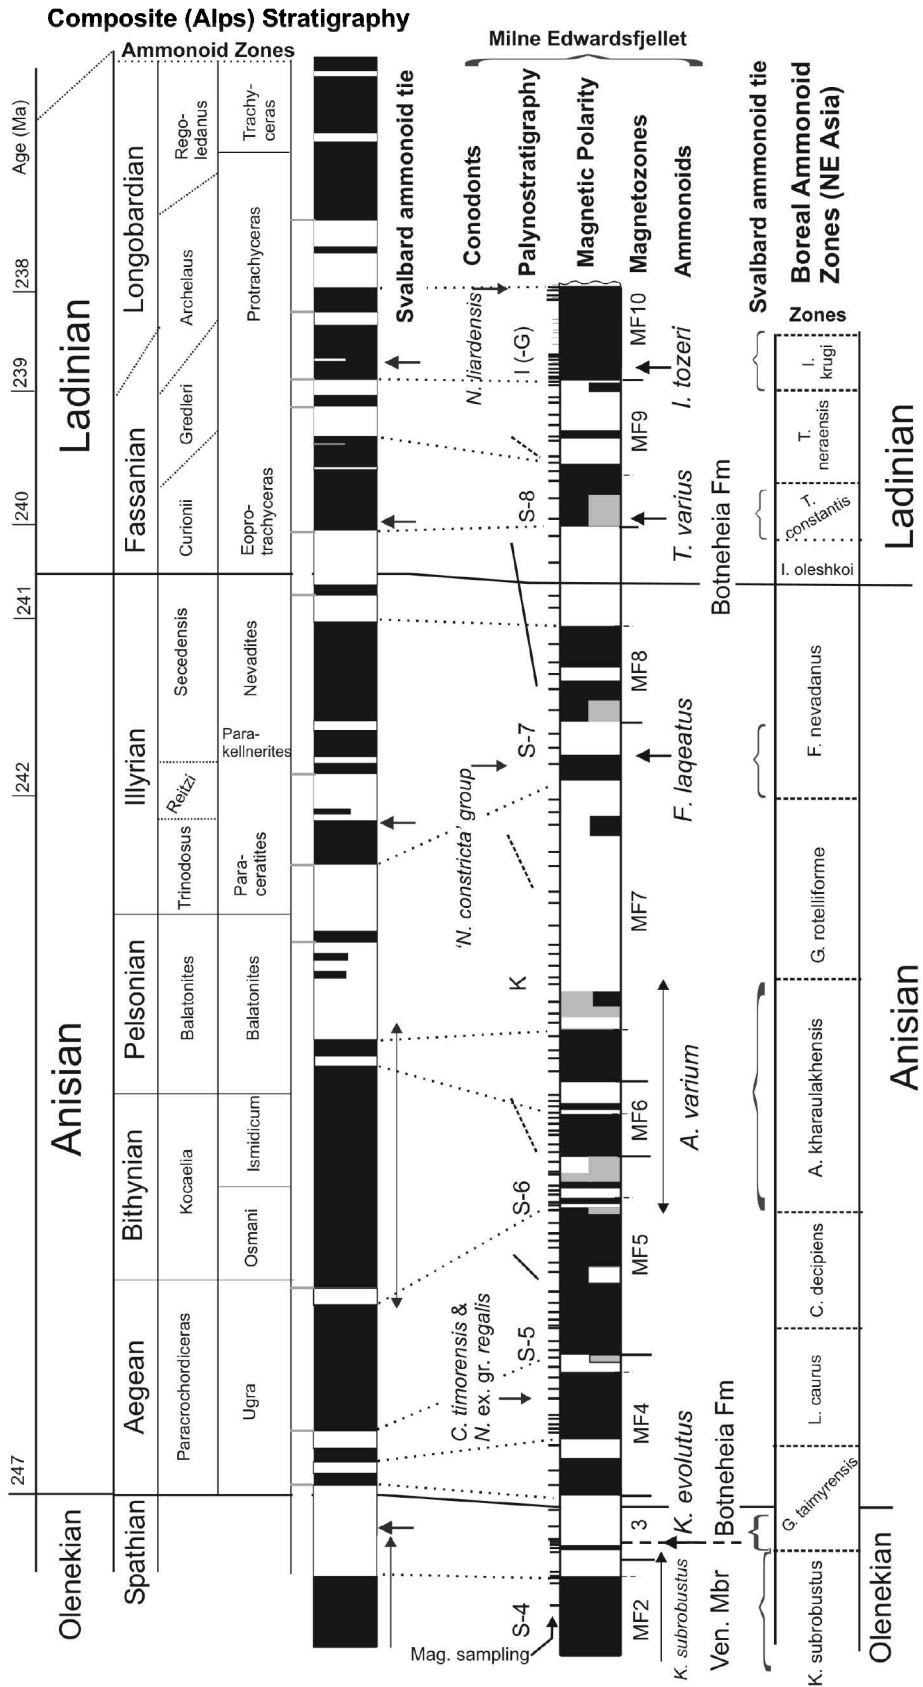 Composite (Alps) Stratigraphy
Ammonoid Zones
Milne Edwardsfjellet
Age (Ma)
238
239
240
241
242
247
Ladinian
Anisian
Olenekian
Longobardian
Fassanian
Illyrian
Pelsonian
Bithynian
Aegean
Spathian
Rego-
ledanus
Archelaus
Gredleri
Curionii
Secedensis
Reitzi
Trinodosus
Balatonites
Kocaelia
Paracrochordiceras
Trachy-
ceras
Protrachyceras
Eopro-
trachyceras
Nevadites
Para-
kellnerites
Para-
ceratites
Balatonites
Ismidicum
Osmani
Ugra
Svalbard ammonoid tie
Conodonts
N. liardensis
'N. constricta' group
C. timorensis &
N. ex. gr. regalis
Palynostratigraphy
I (-G)
S-8
S-7
K
S-6
S-5
S-4
Mag. sampling
Magnetic Polarity
Magnetozones
MF10
MF9
MF8
MF7
MF6
MF5
MF4
3
MF2
Ammonoids
I. tozeri
T. varius
F. laqeatus
A. varium
K. evolutus
K. subrobustus
Botneheia Fm
Botneheia Fm
Ven. Mbr
Svalbard ammonoid tie
Boreal Ammonoid
Zones (NE Asia)
Zones
I.
krugi
T.
neraensis
T.
constantis
I. oleshkoi
F. nevadanus
G. rotelliforme
A. kharaulakhensis
C. decipiens
L. caurus
G. taimyrensis
K. subrobustus
Ladinian
Anisian
Olenekian